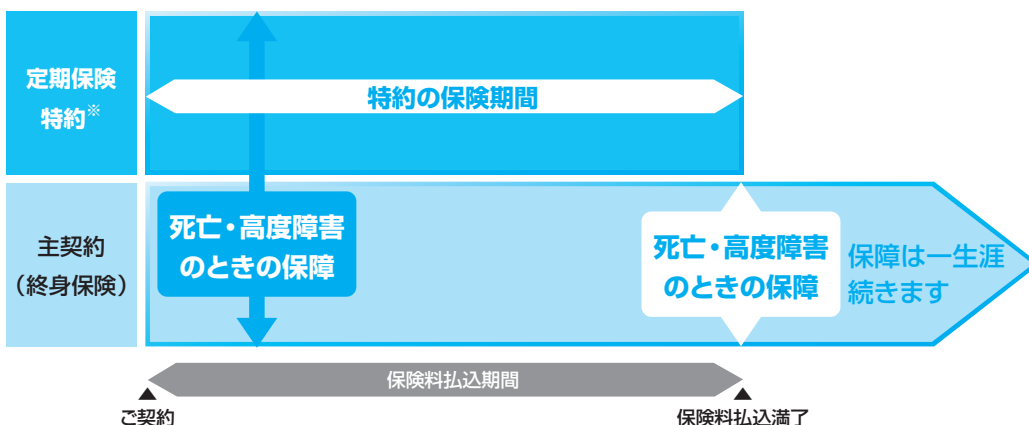 定期保険
特約※
特約の保険期間
主契約
（終身保険）
死亡・高度障害
のときの保障
死亡・高度障害
のときの保障
保障は一生涯
続きます
保険料払込期間
ご契約
保険料払込満了